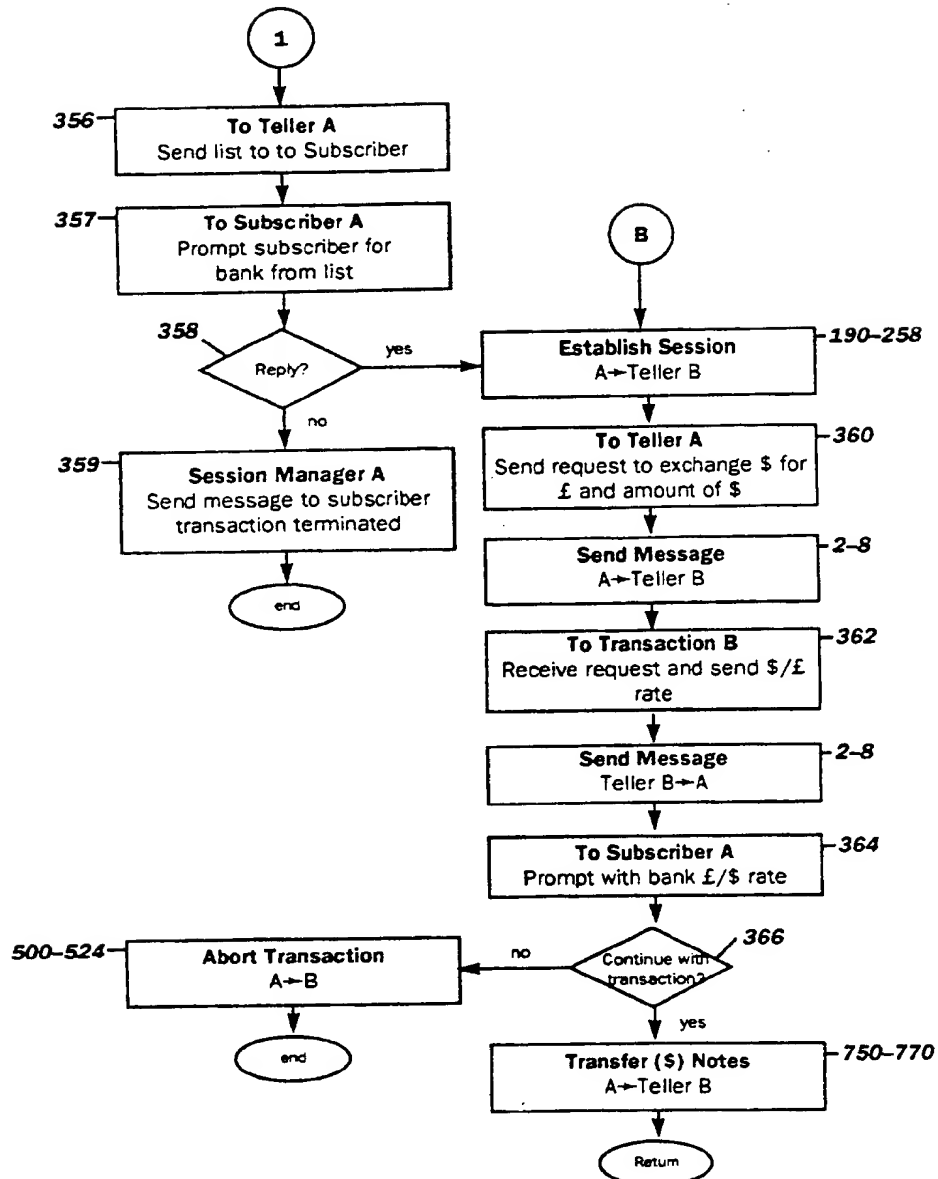 1
356
To Teller A
Send list to to Subscriber
357
To Subscriber A
Prompt subscriber for
bank from list
358
Reply?
yes
no
359
Session Manager A
Send message to subscriber
transaction terminated
end
B
Establish Session
A→Teller B
190–258
To Teller A
Send request to exchange $ for
£ and amount of $
360
Send Message
A→Teller B
2–8
To Transaction B
Receive request and send $/£
rate
362
Send Message
Teller B→A
2–8
To Subscriber A
Prompt with bank £/$ rate
364
366
Continue with
transaction?
no
500–524
Abort Transaction
A→B
end
yes
Transfer ($) Notes
A→Teller B
750–770
Return